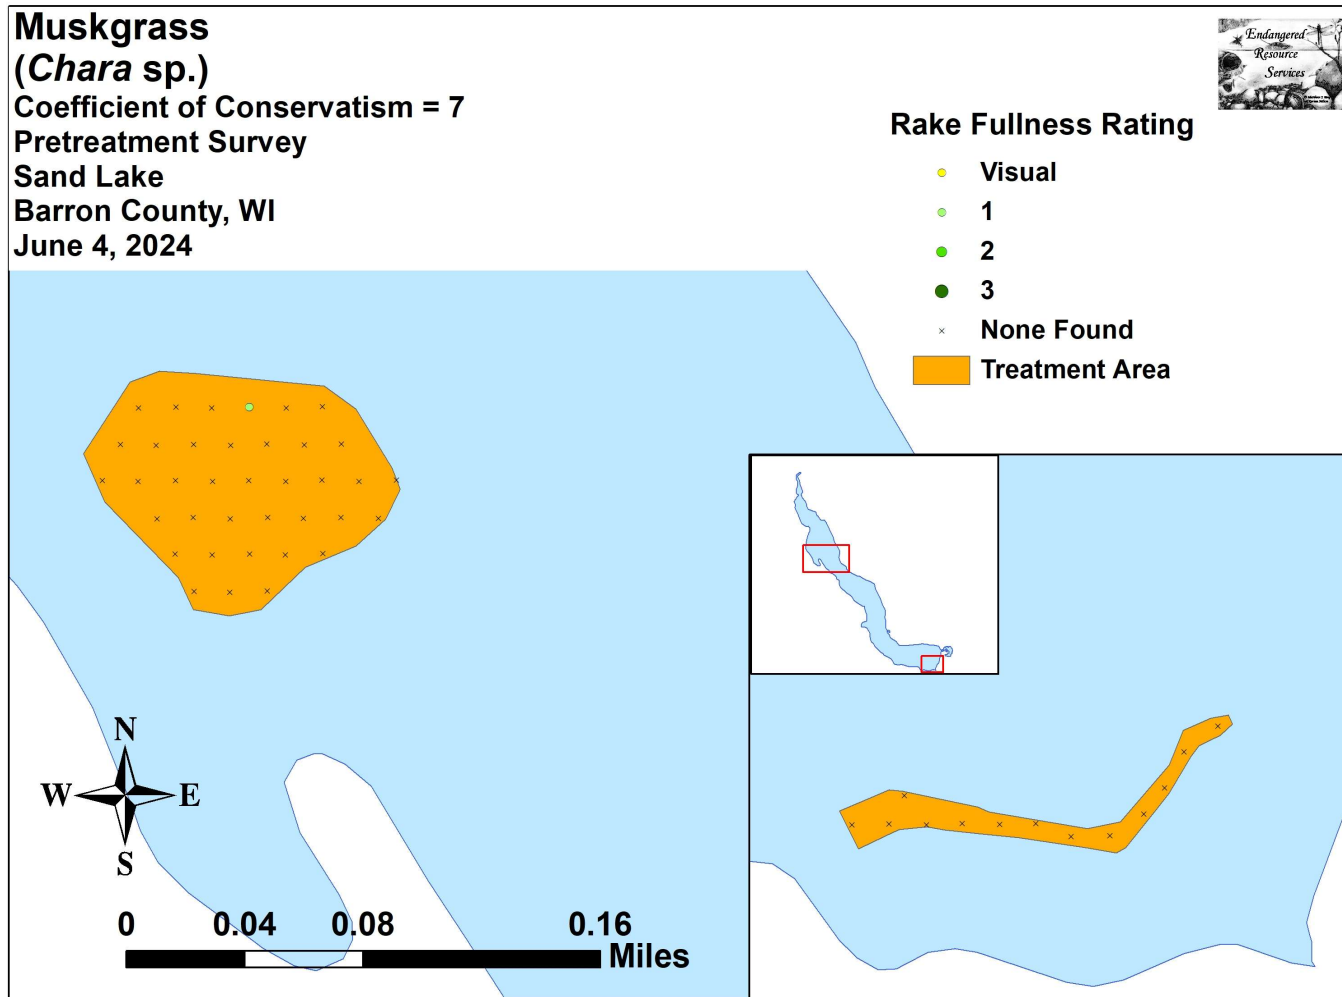 Muskgrass
(Chara sp.)
Coefficient of Conservatism = 7
Pretreatment Survey
Sand Lake
Barron County, WI
June 4, 2024
Endangered
Resource
Services
Rake Fullness Rating
Visual
1
2
3
None Found
Treatment Area
N
W E
S
0 0.04 0.08 0.16
Miles